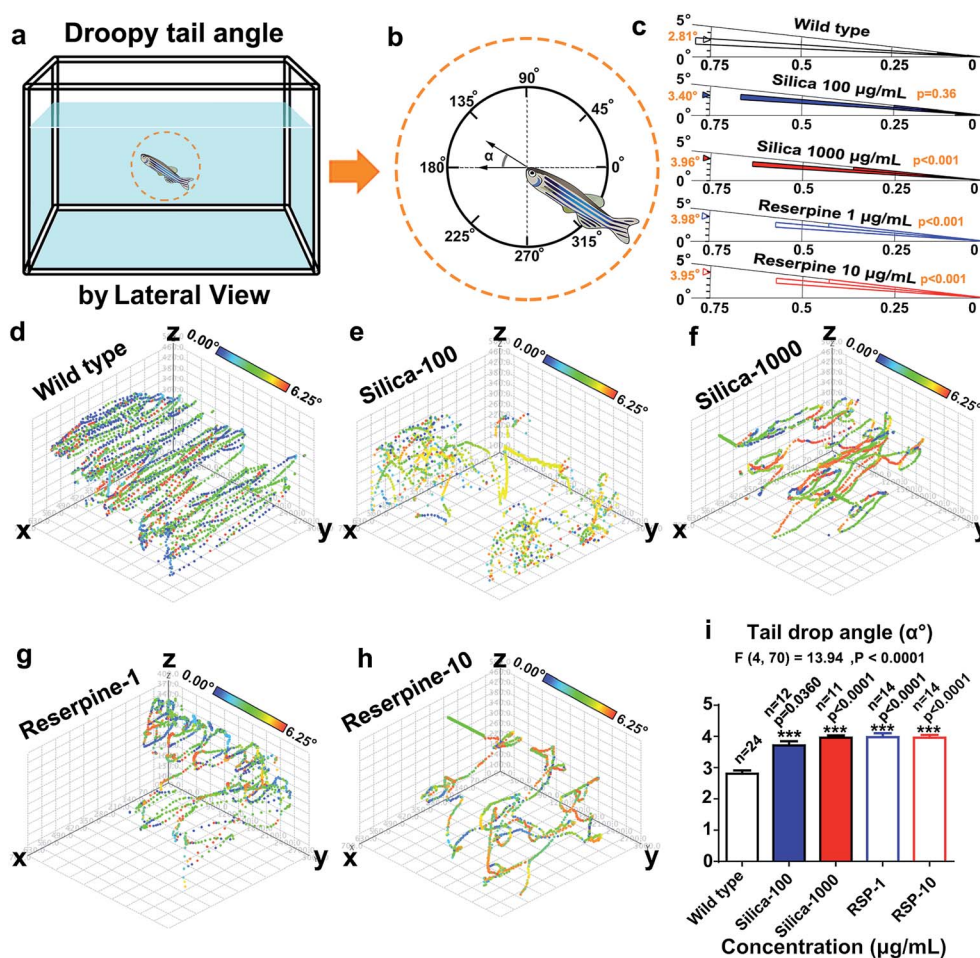 a
Droopy tail angle
by Lateral View
b
90°
135°
45°
α
180°
0°
225°
315°
270°
c
5°
Wild type
2.81°
0°
0.75
0.5
0.25
0
5°
Silica 100 µg/mL
p=0.36
3.40°
0°
0.75
0.5
0.25
0
5°
Silica 1000 µg/mL
3.96°
p<0.001
0°
0.75
0.5
0.25
0
5°
Reserpine 1 µg/mL
3.98°
p<0.001
0°
0.75
0.5
0.25
0
5°
Reserpine 10 µg/mL
3.95°
p<0.001
0°
0.75
0.5
0.25
0
d
Wild type
Z
0.00°
6.25°
x
y
e
Silica-100
Z
0.00°
6.25°
x
y
f
Silica-1000
Z
0.00°
6.25°
x
y
g
Reserpine-1
Z
0.00°
6.25°
x
y
h
Reserpine-10
Z
0.00°
6.25°
x
y
i
Tail drop angle (α°)
F (4, 70) = 13.94 ,P < 0.0001
n=24
n=12
p=0.0360
***
n=11
p<0.0001
***
n=14
p<0.0001
***
n=14
p<0.0001
***
5
4
3
2
1
0
Wild type
Silica-100
Silica-1000
RSP-1
RSP-10
Concentration (µg/mL)